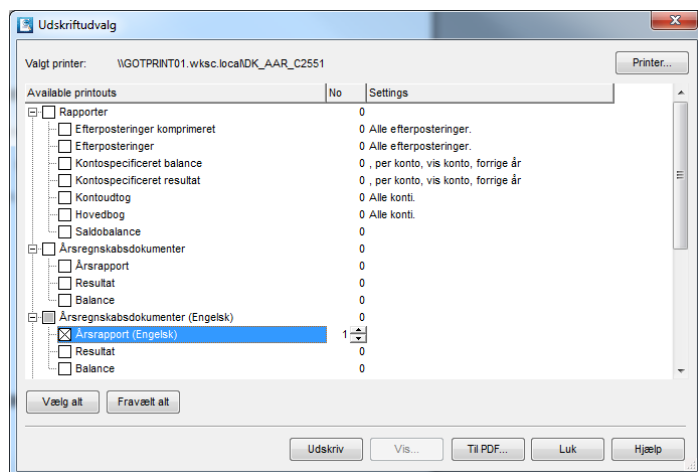 Udskriftudvalg
Valgt printer: \\GOTPRINT01.wksc.local\DK_AAR_C2551 Printer...
Available printouts No Settings
Rapporter 0
Efterposteringer komprimeret 0 Alle efterposteringer.
Efterposteringer 0 Alle efterposteringer.
Kontospecificeret balance 0 , per konto, vis konto, forrige år
Kontospecificeret resultat 0 , per konto, vis konto, forrige år
Kontoudtog 0 Alle konti.
Hovedbog 0 Alle konti.
Saldobalance 0
Årsregnskabsdokumenter 0
Årsrapport 0
Resultat 0
Balance 0
Årsregnskabsdokumenter (Engelsk) 0
Årsrapport (Engelsk) 1
Resultat 0
Balance 0
Vælg alt Fravælt alt
Udskriv Vis... Til PDF... Luk Hjælp